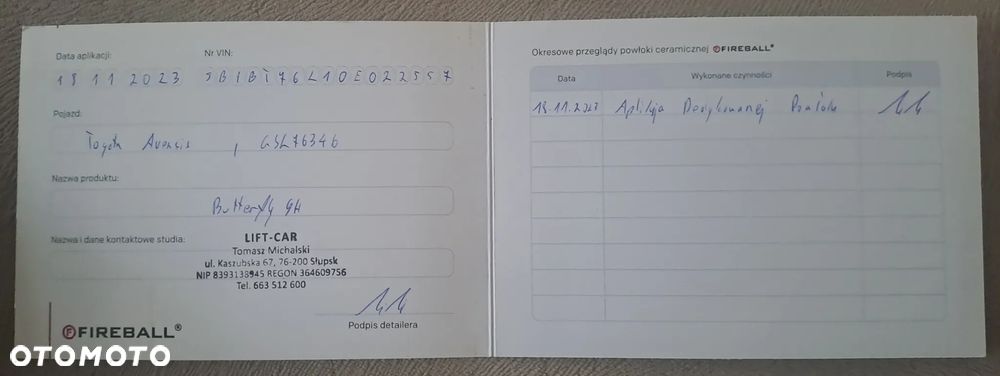 Data aplikacji:
Nr VIN:
18 11 2023
SB1BI76L10E022557
Pojazd:
Toyota Avensis, GSL76346
Nazwa produktu:
Butterfly 9H
Nazwa i dane kontaktowe studia:
LIFT-CAR
Tomasz Michalski
ul. Kaszubska 67, 76-200 Słupsk
NIP 8393138945 REGON 364609756
Tel. 663 512 600
Podpis detailera
FIREBALL®
Okresowe przeglądy powłoki ceramicznej FIREBALL®
Data
Wykonane czynności
Podpis
18.11.2023 Aplikacja Dedykowanej Powłoki
OTOMOTO